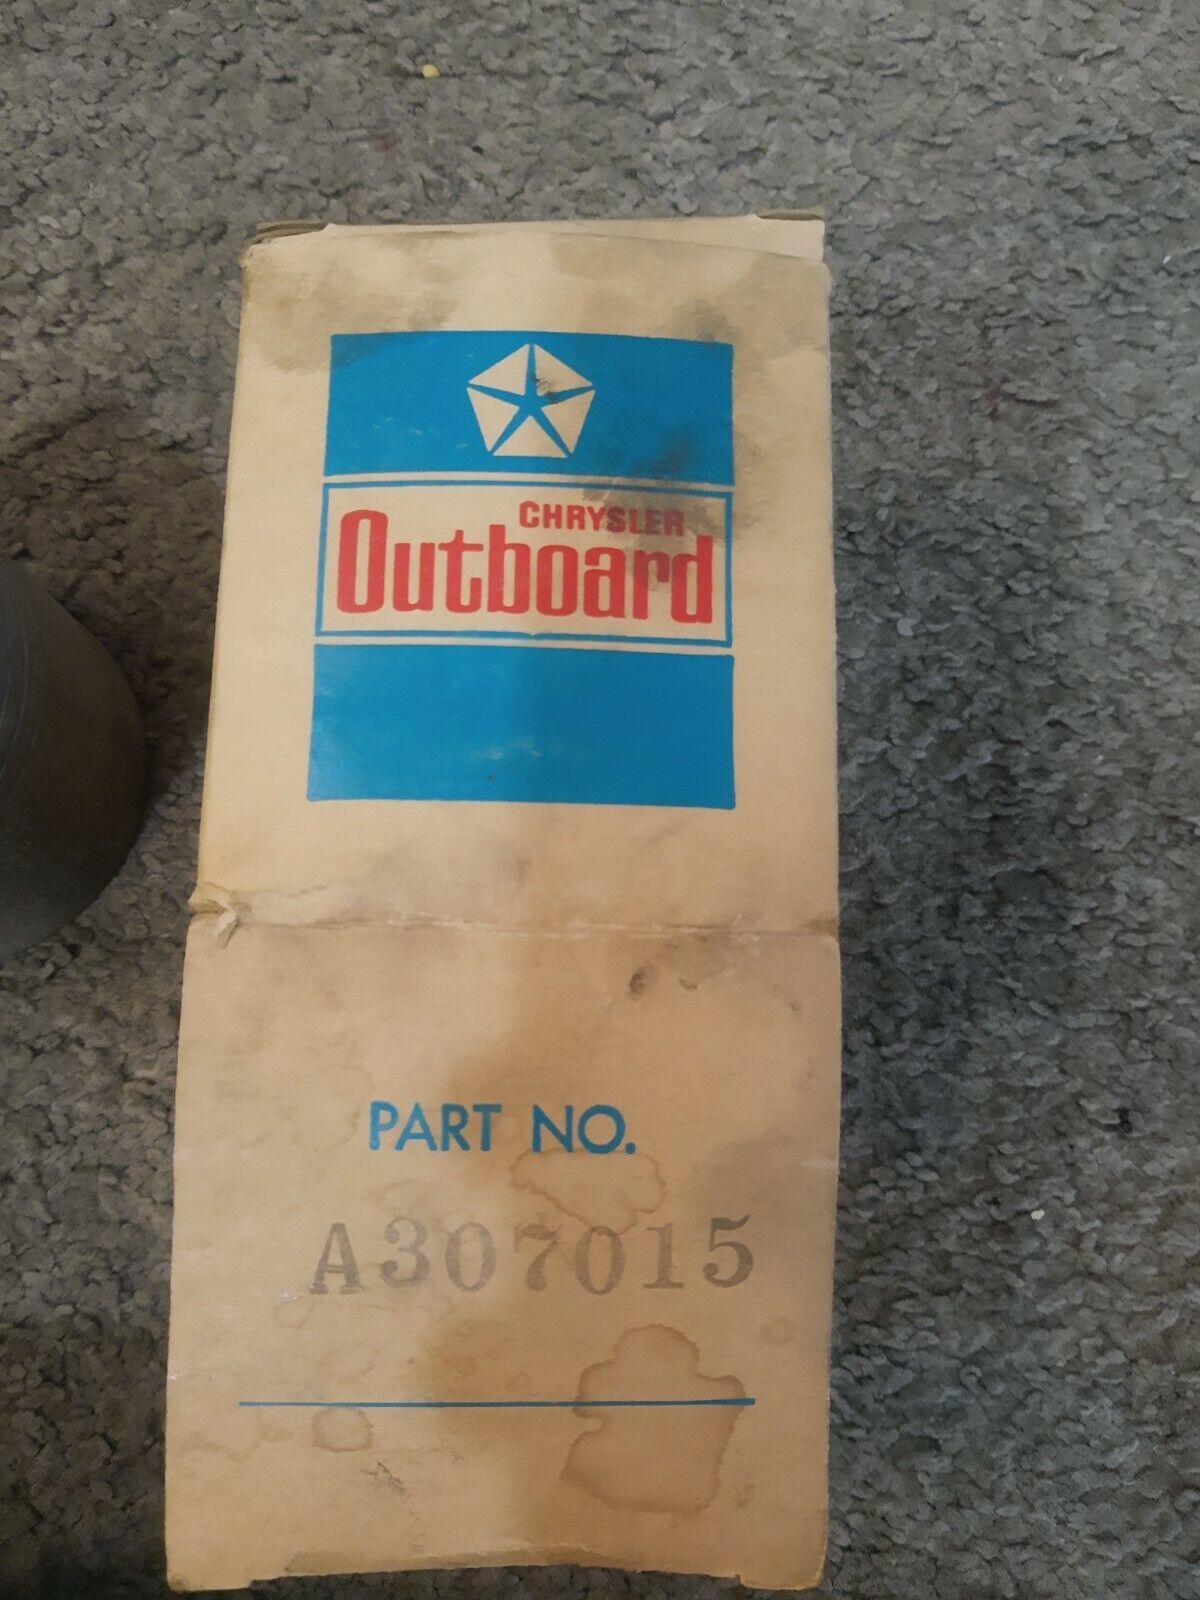 CHRYSLER
Outboard
PART NO.
A307015